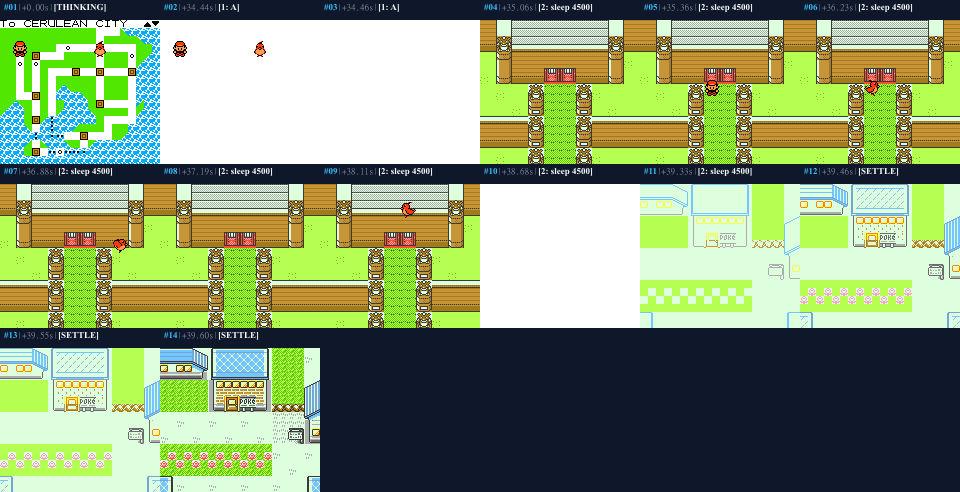 #01|+0.00s| [THINKING]
#02|+34.44s| [1: A]
#03|+34.46s| [1: A]
#04|+35.06s| [2: sleep 4500]
#05|+35.36s| [2: sleep 4500]
#06|+36.23s| [2: sleep 4500]
To CERULEAN CITY
#07|+36.88s| [2: sleep 4500]
#08|+37.19s| [2: sleep 4500]
#09|+38.11s| [2: sleep 4500]
#10|+38.68s| [2: sleep 4500]
#11|+39.33s| [2: sleep 4500]
#12|+39.46s| [SETTLE]
POKé
POKé
#13|+39.55s| [SETTLE]
#14|+39.60s| [SETTLE]
POKé
POKé